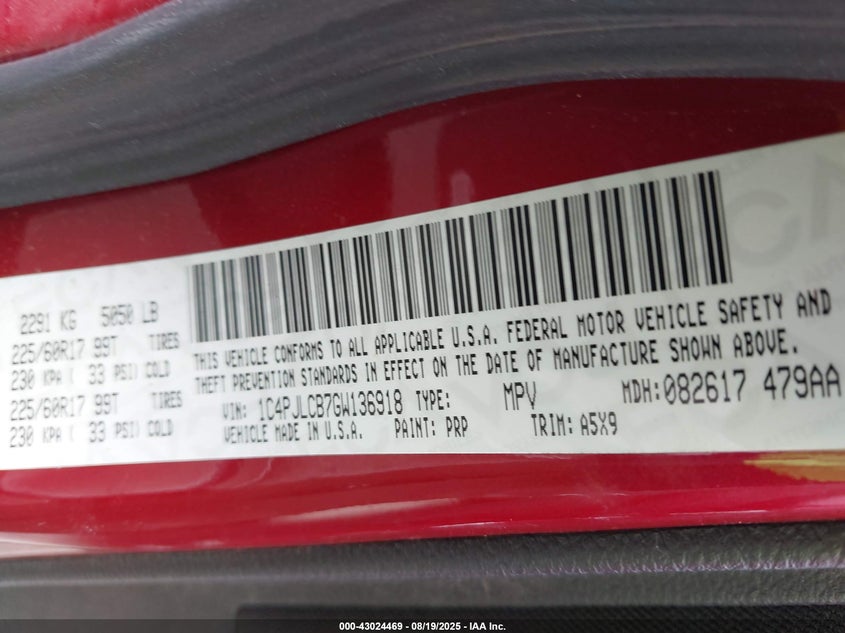 2291 KG 5050 LB
225/60R17 99T TIRES
230 KPA ( 33 PSI) COLD
225/60R17 99T TIRES
230 KPA ( 33 PSI) COLD
THIS VEHICLE CONFORMS TO ALL APPLICABLE U.S.A. FEDERAL MOTOR VEHICLE SAFETY AND
THEFT PREVENTION STANDARDS IN EFFECT ON THE DATE OF MANUFACTURE SHOWN ABOVE.
VIN: 1C4PJLCB7GW136918 TYPE: MPV MDH:082617 479AA
VEHICLE MADE IN U.S.A. PAINT: PRP TRIM: A5X9
000-43024469 - 08/19/2025 - IAA Inc.